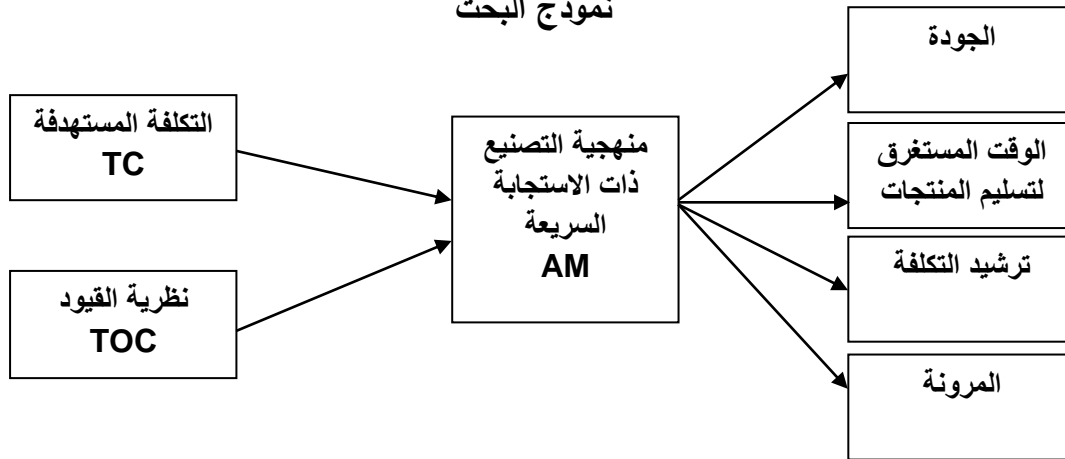 نموذج البحث
الجودة
التكلفة المستهدفة
TC
منهجية التصنيع
ذات الاستجابة
السريعة
AM
الوقت المستغرق
لتسليم المنتجات
ترشيد التكلفة
نظرية القيود
TOC
المرونة